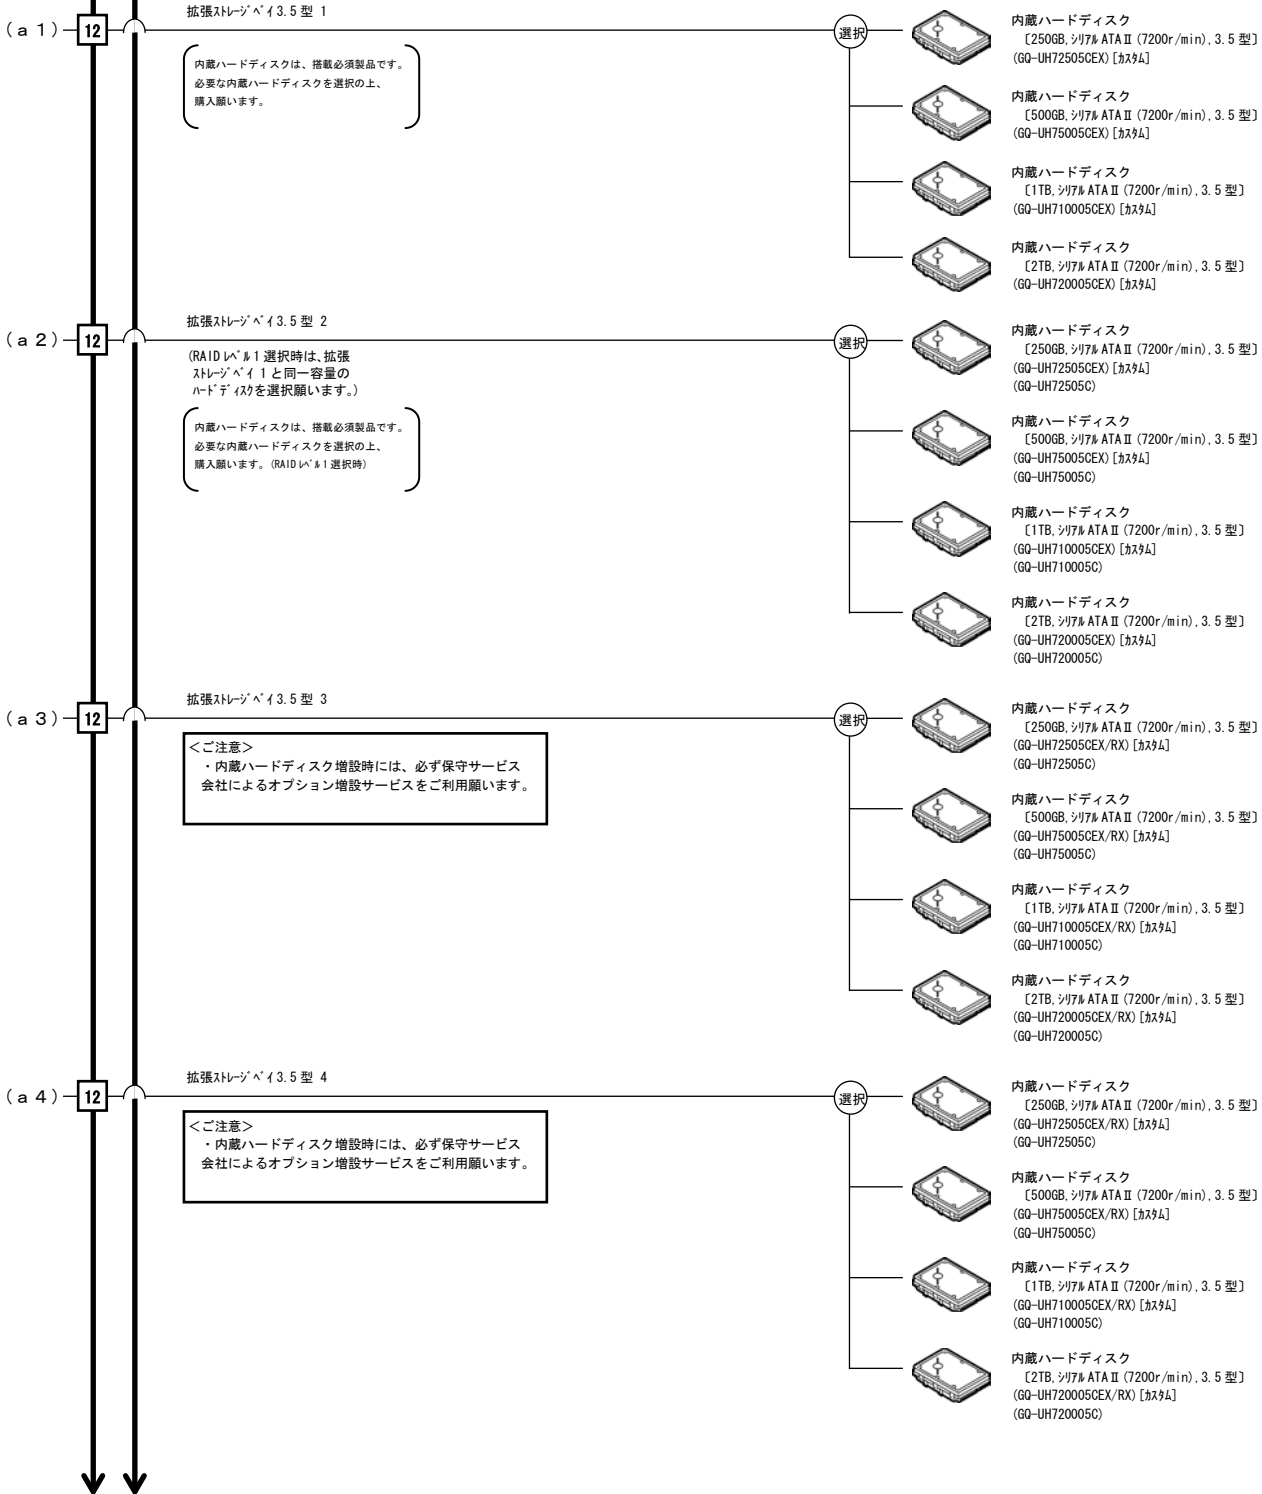 拡張ｽﾄﾚｰｼﾞﾍﾞｲ3.5型 1
(a1)
12
選択
内蔵ハードディスクは、搭載必須製品です。
必要な内蔵ハードディスクを選択の上、
購入願います。
内蔵ハードディスク
〔250GB,ｼﾘｱﾙATAⅡ(7200r/min),3.5型〕
(GQ-UH72505CEX)[ｶｽﾀﾑ]
内蔵ハードディスク
〔500GB,ｼﾘｱﾙATAⅡ(7200r/min),3.5型〕
(GQ-UH75005CEX)[ｶｽﾀﾑ]
内蔵ハードディスク
〔1TB,ｼﾘｱﾙATAⅡ(7200r/min),3.5型〕
(GQ-UH710005CEX)[ｶｽﾀﾑ]
内蔵ハードディスク
〔2TB,ｼﾘｱﾙATAⅡ(7200r/min),3.5型〕
(GQ-UH720005CEX)[ｶｽﾀﾑ]
拡張ｽﾄﾚｰｼﾞﾍﾞｲ3.5型 2
(a2)
12
選択
(RAIDﾚﾍﾞﾙ1選択時は､拡張
ｽﾄﾚｰｼﾞﾍﾞｲ1と同一容量の
ﾊｰﾄﾞﾃﾞｨｽｸを選択願います｡)
内蔵ハードディスクは、搭載必須製品です。
必要な内蔵ハードディスクを選択の上、
購入願います。(RAIDﾚﾍﾞﾙ1選択時)
内蔵ハードディスク
〔250GB,ｼﾘｱﾙATAⅡ(7200r/min),3.5型〕
(GQ-UH72505CEX)[ｶｽﾀﾑ]
(GQ-UH72505C)
内蔵ハードディスク
〔500GB,ｼﾘｱﾙATAⅡ(7200r/min),3.5型〕
(GQ-UH75005CEX)[ｶｽﾀﾑ]
(GQ-UH75005C)
内蔵ハードディスク
〔1TB,ｼﾘｱﾙATAⅡ(7200r/min),3.5型〕
(GQ-UH710005CEX)[ｶｽﾀﾑ]
(GQ-UH710005C)
内蔵ハードディスク
〔2TB,ｼﾘｱﾙATAⅡ(7200r/min),3.5型〕
(GQ-UH720005CEX)[ｶｽﾀﾑ]
(GQ-UH720005C)
拡張ｽﾄﾚｰｼﾞﾍﾞｲ3.5型 3
(a3)
12
選択
＜ご注意＞
・内蔵ハードディスク増設時には、必ず保守サービス
会社によるオプション増設サービスをご利用願います。
内蔵ハードディスク
〔250GB,ｼﾘｱﾙATAⅡ(7200r/min),3.5型〕
(GQ-UH72505CEX/RX)[ｶｽﾀﾑ]
(GQ-UH72505C)
内蔵ハードディスク
〔500GB,ｼﾘｱﾙATAⅡ(7200r/min),3.5型〕
(GQ-UH75005CEX/RX)[ｶｽﾀﾑ]
(GQ-UH75005C)
内蔵ハードディスク
〔1TB,ｼﾘｱﾙATAⅡ(7200r/min),3.5型〕
(GQ-UH710005CEX/RX)[ｶｽﾀﾑ]
(GQ-UH710005C)
内蔵ハードディスク
〔2TB,ｼﾘｱﾙATAⅡ(7200r/min),3.5型〕
(GQ-UH720005CEX/RX)[ｶｽﾀﾑ]
(GQ-UH720005C)
拡張ｽﾄﾚｰｼﾞﾍﾞｲ3.5型 4
(a4)
12
選択
＜ご注意＞
・内蔵ハードディスク増設時には、必ず保守サービス
会社によるオプション増設サービスをご利用願います。
内蔵ハードディスク
〔250GB,ｼﾘｱﾙATAⅡ(7200r/min),3.5型〕
(GQ-UH72505CEX/RX)[ｶｽﾀﾑ]
(GQ-UH72505C)
内蔵ハードディスク
〔500GB,ｼﾘｱﾙATAⅡ(7200r/min),3.5型〕
(GQ-UH75005CEX/RX)[ｶｽﾀﾑ]
(GQ-UH75005C)
内蔵ハードディスク
〔1TB,ｼﾘｱﾙATAⅡ(7200r/min),3.5型〕
(GQ-UH710005CEX/RX)[ｶｽﾀﾑ]
(GQ-UH710005C)
内蔵ハードディスク
〔2TB,ｼﾘｱﾙATAⅡ(7200r/min),3.5型〕
(GQ-UH720005CEX/RX)[ｶｽﾀﾑ]
(GQ-UH720005C)